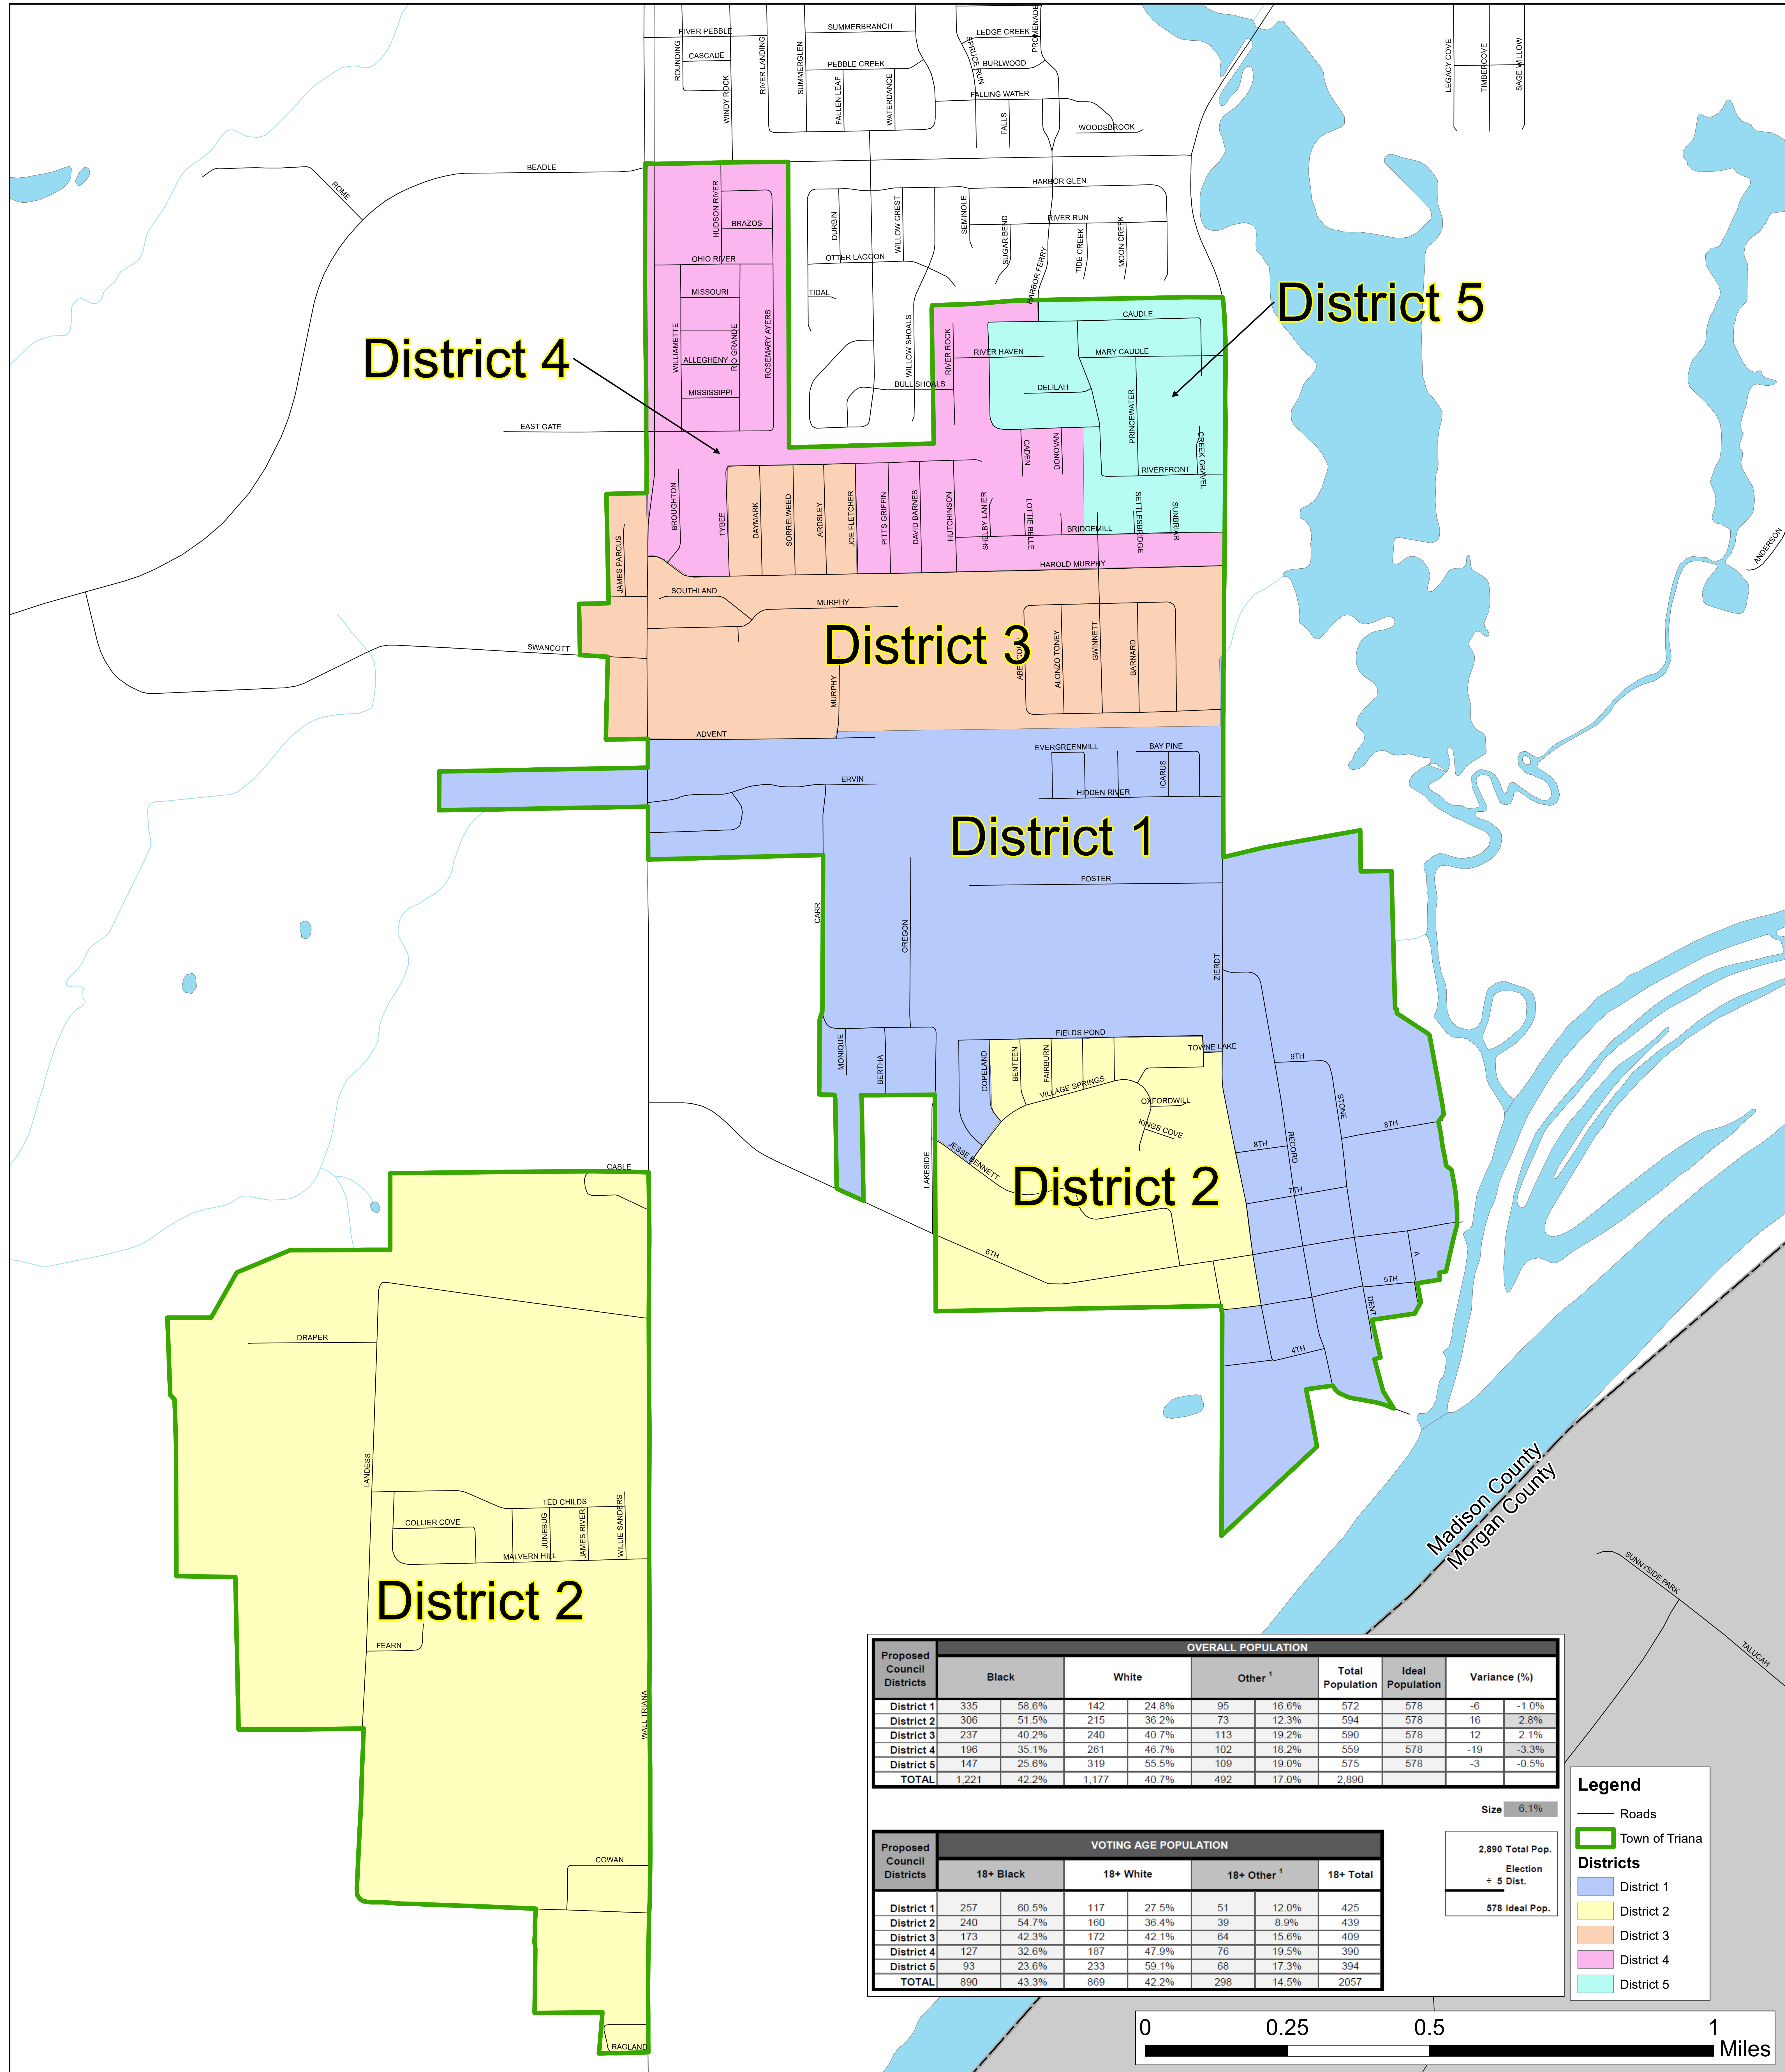 RIVER PEBBLE
ROUNDING
CASCADE
WINDY ROCK
RIVER LANDING
SUMMERGLEN
SUMMERBRANCH
PEBBLE CREEK
FALLEN LEAF
WATERDANCE
SPRUCE RUN
LEDGE CREEK
PROMENADE
BURLWOOD
FALLING WATER
FALLS
WOODSBROOK
LEGACY COVE
TIMBERCOVE
SAGE WILLOW
ROME
BEADLE
HUDSON RIVER
BRAZOS
OHIO RIVER
MISSOURI
WILLIAMETTE
RIO GRANDE
ALLEGHENY
ROSEMARY AYERS
MISSISSIPPI
EAST GATE
DURBIN
WILLOW CREST
OTTER LAGOON
TIDAL
WILLOW SHOALS
BULL SHOALS
HARBOR GLEN
SEMINOLE
SUGAR BEND
RIVER RUN
HARBOR FERRY
TIDE CREEK
MOON CREEK
District 5
District 4
CAUDLE
RIVER ROCK
RIVER HAVEN
MARY CAUDLE
DELILAH
PRINCEWATER
CADEN
DONOVAN
CREEK GRAVEL
RIVERFRONT
BROUGHTON
TYBEE
DAYMARK
SORRELWEED
ARDSLEY
JOE FLETCHER
PITTS GRIFFIN
DAVID BARNES
HUTCHINSON
SHELBY LANIER
LOTTIE BELLE
BRIDGEMILL
SETTLESBRIDGE
SUNBRIAR
HAROLD MURPHY
ANDERSON
JAMES PARCUS
SOUTHLAND
MURPHY
District 3
ALONZO TONEY
GWINNETT
BARNARD
SWANCOTT
MURPHY
ADVENT
EVERGREENMILL
BAY PINE
ICARUS
HIDDEN RIVER
ERVIN
District 1
FOSTER
CARR
OREGON
ZIERDT
MONIQUE
BERTHA
FIELDS POND
TOWNE LAKE
COPELAND
BENTEEN
FAIRBURN
VILLAGE SPRINGS
OXFORDWILL
KINGS COVE
9TH
STONE
8TH
8TH
RECORD
7TH
JESSE BENNETT
LAKESIDE
District 2
6TH
A
5TH
DENT
4TH
CABLE
DRAPER
LANDESS
TED CHILDS
COLLIER COVE
JUNEBUG
JAMES RIVER
WILLIE SANDERS
MALVERN HILL
District 2
FEARN
WALL TRIANA
COWAN
RAGLAND
Madison County
Morgan County
SUNNYSIDE PARK
TALUCAH
Proposed Council Districts OVERALL POPULATION
Black White Other 1 Total Population Ideal Population Variance (%)
District 1 335 58.6% 142 24.8% 95 16.6% 572 578 -6 -1.0%
District 2 306 51.5% 215 36.2% 73 12.3% 594 578 16 2.8%
District 3 237 40.2% 240 40.7% 113 19.2% 590 578 12 2.1%
District 4 196 35.1% 261 46.7% 102 18.2% 559 578 -19 -3.3%
District 5 147 25.6% 319 55.5% 109 19.0% 575 578 -3 -0.5%
TOTAL 1,221 42.2% 1,177 40.7% 492 17.0% 2,890
Size 6.1%
Proposed Council Districts VOTING AGE POPULATION
18+ Black 18+ White 18+ Other 1 18+ Total
District 1 257 60.5% 117 27.5% 51 12.0% 425
District 2 240 54.7% 160 36.4% 39 8.9% 439
District 3 173 42.3% 172 42.1% 64 15.6% 409
District 4 127 32.6% 187 47.9% 76 19.5% 390
District 5 93 23.6% 233 59.1% 68 17.3% 394
TOTAL 890 43.3% 869 42.2% 298 14.5% 2057
2,890 Total Pop.
Election
÷ 5 Dist.
578 Ideal Pop.
Legend
Roads
Town of Triana
Districts
District 1
District 2
District 3
District 4
District 5
0 0.25 0.5 1
Miles